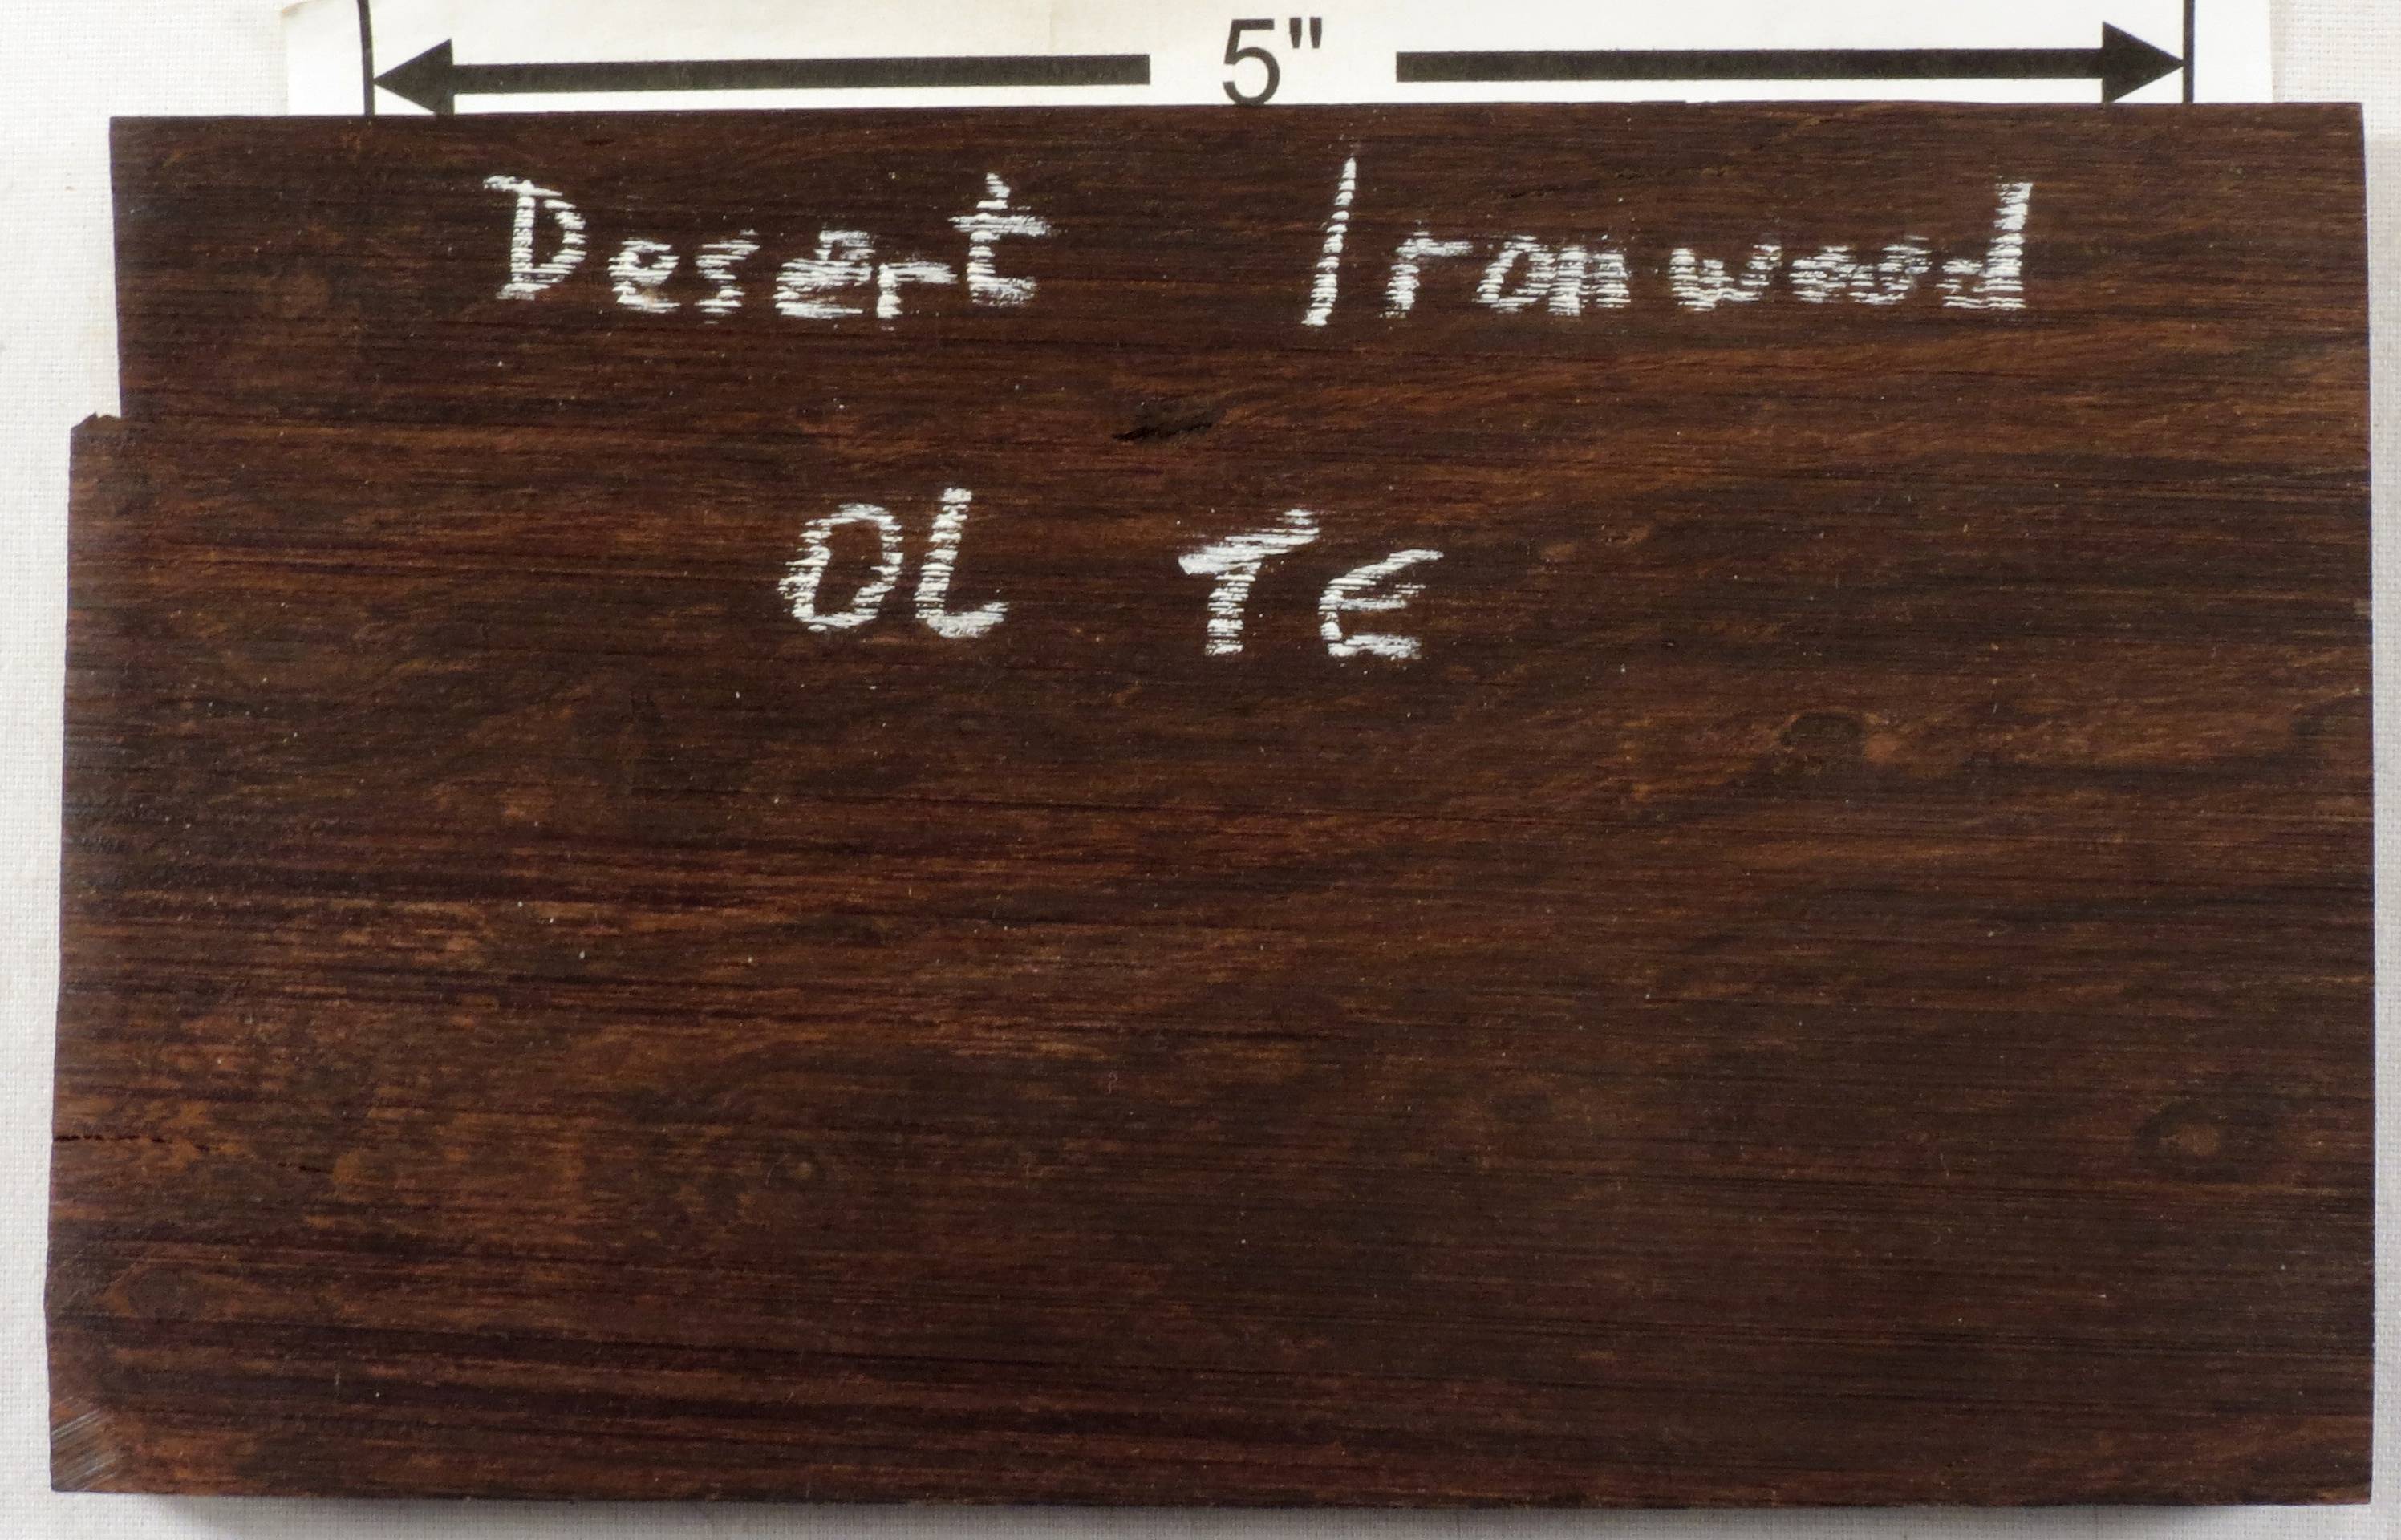 5"
Desert Ironwood
OL TE